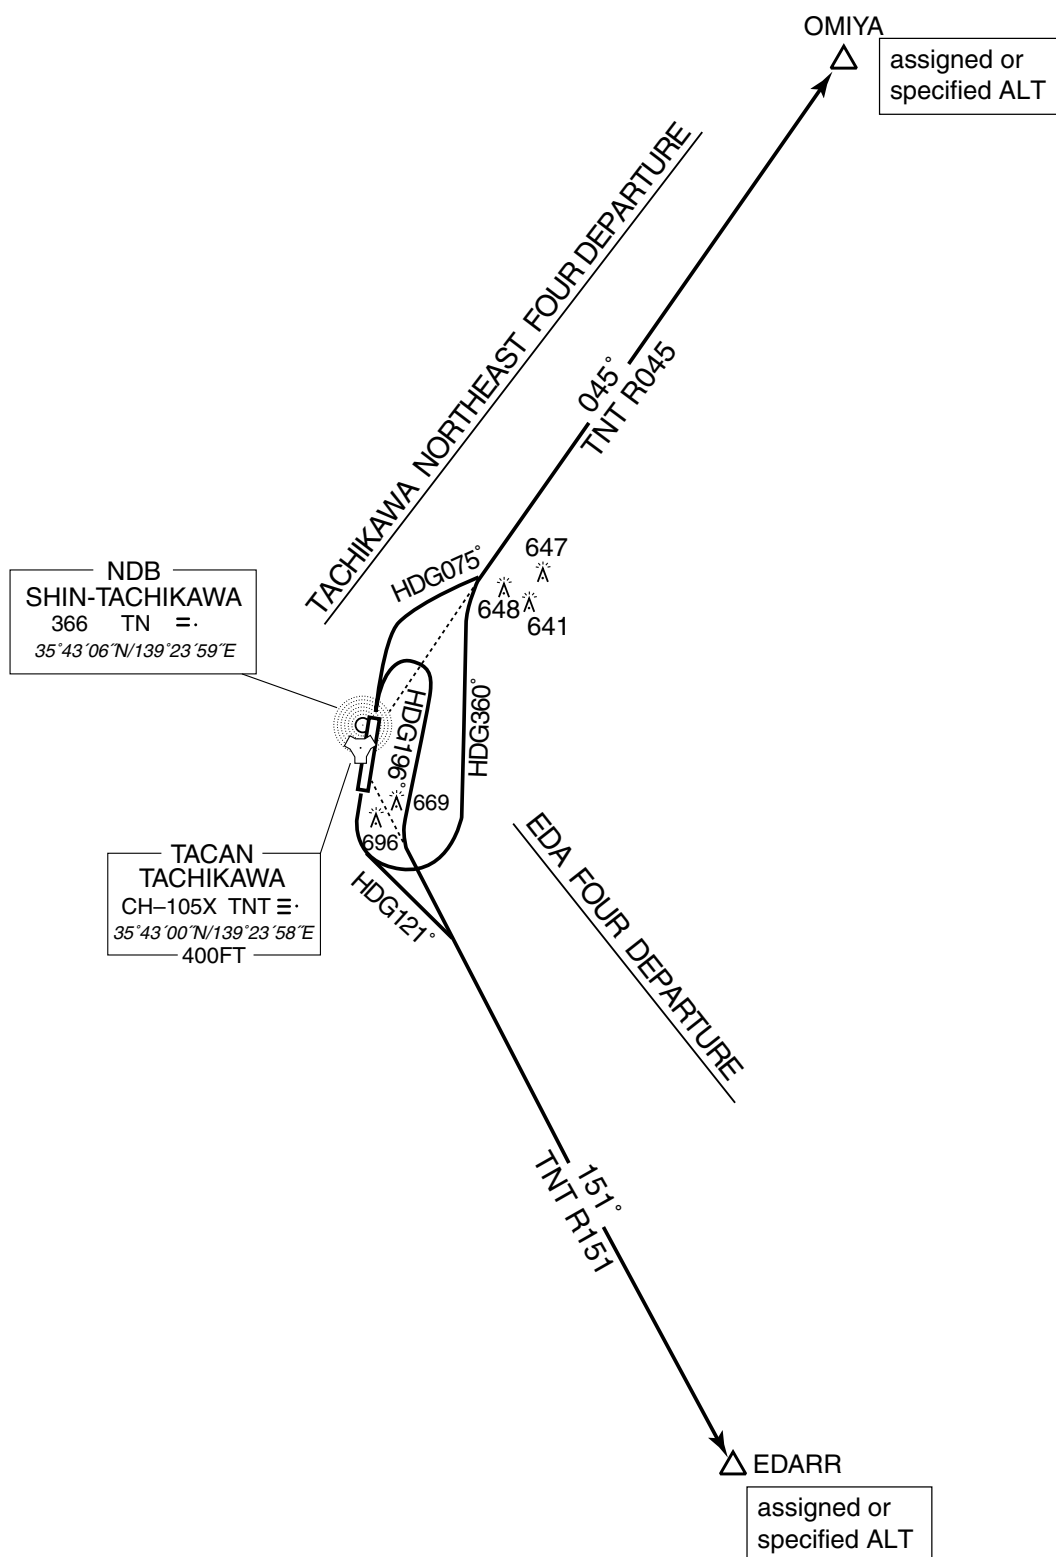 OMIYA
assigned or
specified ALT
TACHIKAWA NORTHEAST FOUR DEPARTURE
045°
TNT R045
NDB
SHIN-TACHIKAWA
366 TN
35°43´06˝N/139°23´59˝E
HDG075°
647
648
641
HDG196°
HDG360°
669
696
TACAN
TACHIKAWA
CH–105X TNT
35°43´00˝N/139°23´58˝E
400FT
HDG121°
EDA FOUR DEPARTURE
151°
TNT R151
EDARR
assigned or
specified ALT